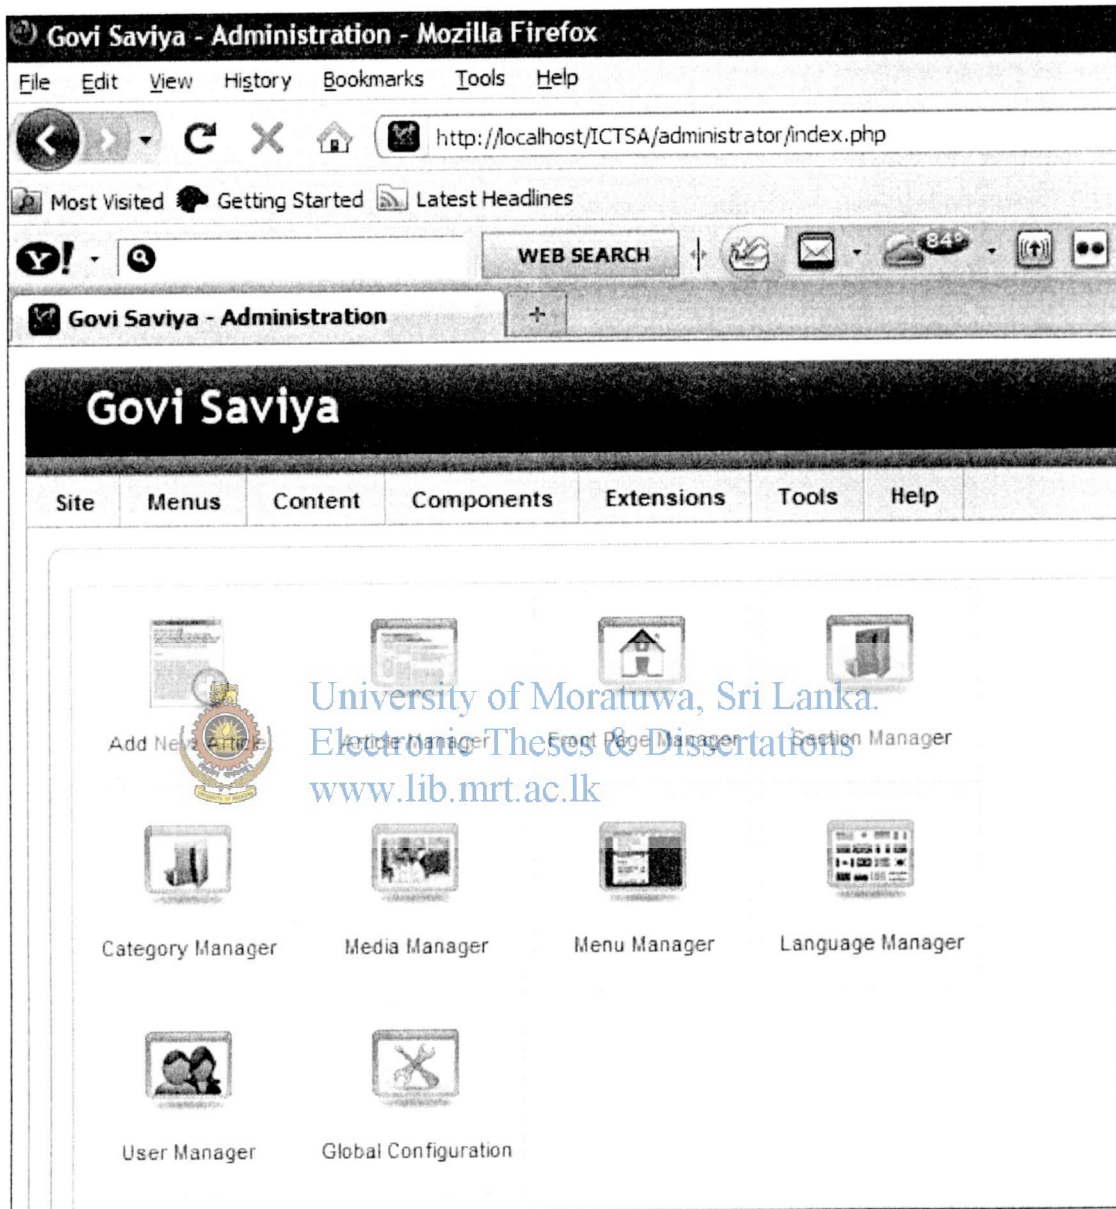 Govi Saviya - Administration - Mozilla Firefox
File Edit View History Bookmarks Tools Help
http://localhost/ICTSA/administrator/index.php
Most Visited Getting Started Latest Headlines
Y! WEB SEARCH 84°
Govi Saviya - Administration
Govi Saviya
Site Menus Content Components Extensions Tools Help
University of Moratuwa, Sri Lanka.
Electronic Theses & Dissertations
www.lib.mrt.ac.lk
Add New Article Article Manager Front Page Manager Section Manager
Category Manager Media Manager Menu Manager Language Manager
User Manager Global Configuration